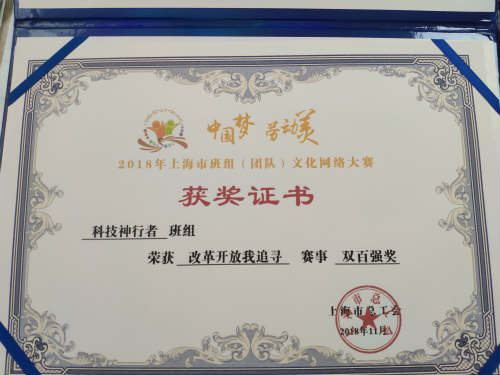 中国梦 劳动美
2018年上海市班组（团队）文化网络大赛
获奖证书
科技神行者 班组
荣获 改革开放我追寻 赛事 双百强奖
上海市总工会
2018年11月